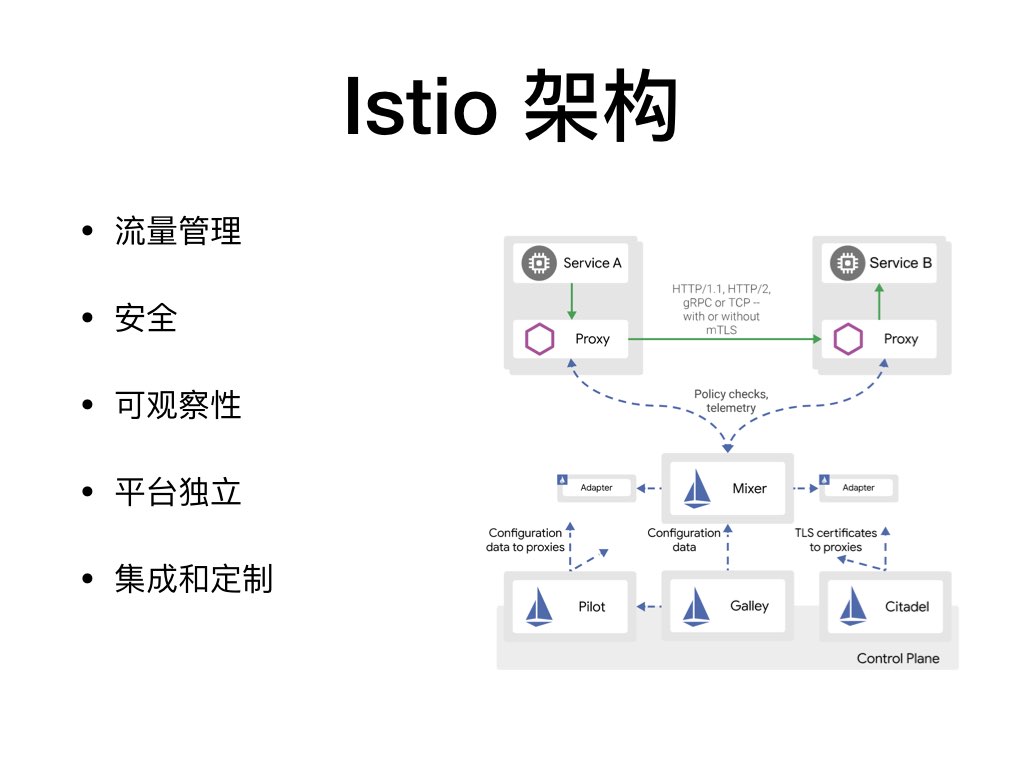 Istio 架构
• 流量管理
• 安全
• 可观察性
• 平台独立
• 集成和定制
Service A
Service B
HTTP/1.1, HTTP/2,
gRPC or TCP --
with or without
mTLS
Proxy
Proxy
Policy checks,
telemetry
Adapter
Mixer
Adapter
Configuration
data to proxies
Configuration
data
TLS certificates
to proxies
Pilot
Galley
Citadel
Control Plane